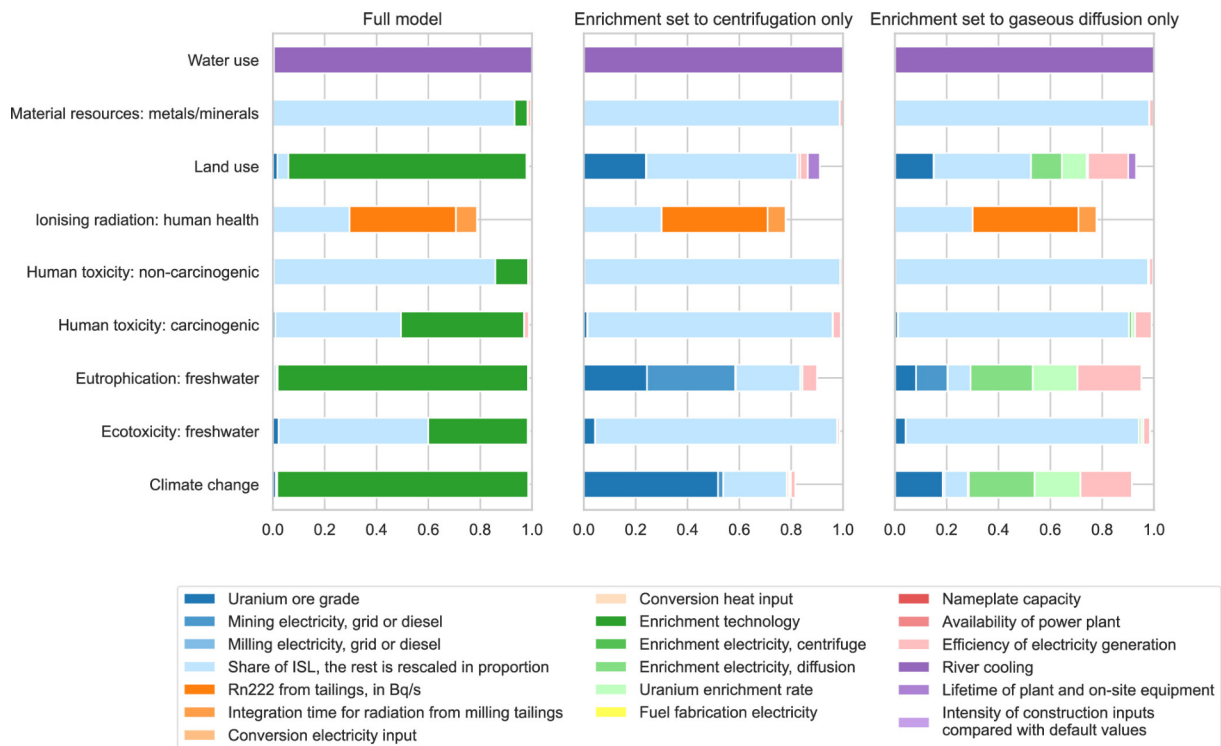 Full model
Enrichment set to centrifugation only
Enrichment set to gaseous diffusion only
Water use
Material resources: metals/minerals
Land use
Ionising radiation: human health
Human toxicity: non-carcinogenic
Human toxicity: carcinogenic
Eutrophication: freshwater
Ecotoxicity: freshwater
Climate change
0.0 0.2 0.4 0.6 0.8 1.0
0.0 0.2 0.4 0.6 0.8 1.0
0.0 0.2 0.4 0.6 0.8 1.0
Uranium ore grade
Mining electricity, grid or diesel
Milling electricity, grid or diesel
Share of ISL, the rest is rescaled in proportion
Rn222 from tailings, in Bq/s
Integration time for radiation from milling tailings
Conversion electricity input
Conversion heat input
Enrichment technology
Enrichment electricity, centrifuge
Enrichment electricity, diffusion
Uranium enrichment rate
Fuel fabrication electricity
Nameplate capacity
Availability of power plant
Efficiency of electricity generation
River cooling
Lifetime of plant and on-site equipment
Intensity of construction inputs
compared with default values